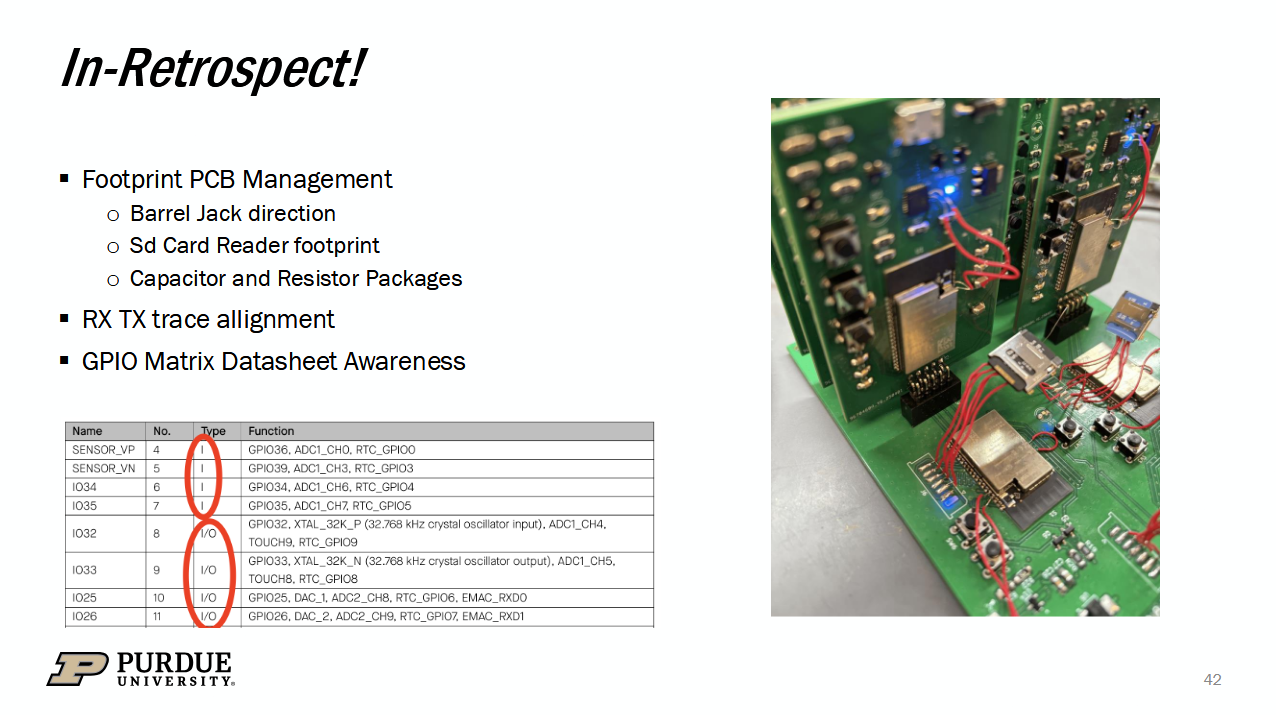 In-Retrospect!
▪ Footprint PCB Management
o Barrel Jack direction
o Sd Card Reader footprint
o Capacitor and Resistor Packages
▪ RX TX trace allignment
▪ GPIO Matrix Datasheet Awareness
Name No. Type Function
SENSOR_VP 4 I GPIO36, ADC1_CH0, RTC_GPIO0
SENSOR_VN 5 I GPIO39, ADC1_CH3, RTC_GPIO3
IO34 6 I GPIO34, ADC1_CH6, RTC_GPIO4
IO35 7 I GPIO35, ADC1_CH7, RTC_GPIO5
IO32 8 I/O GPIO32, XTAL_32K_P (32.768 kHz crystal oscillator input), ADC1_CH4,
TOUCH9, RTC_GPIO9
IO33 9 I/O GPIO33, XTAL_32K_N (32.768 kHz crystal oscillator output), ADC1_CH5,
TOUCH8, RTC_GPIO8
IO25 10 I/O GPIO25, DAC_1, ADC2_CH8, RTC_GPIO6, EMAC_RXD0
IO26 11 I/O GPIO26, DAC_2, ADC2_CH9, RTC_GPIO7, EMAC_RXD1
PURDUE
UNIVERSITY®
42